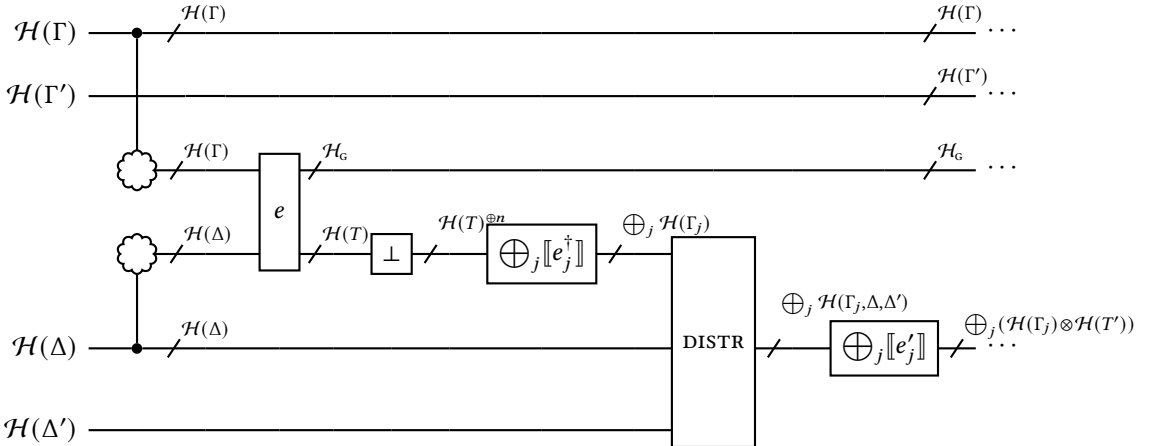 ℋ(Γ) ℋ(Γ) ℋ(Γ) ···
ℋ(Γ′) ℋ(Γ′) ···
ℋ(Γ) ℋ_G ℋ_G ···
e
ℋ(Δ) ℋ(T) ⊥ ℋ(T)^{⊕n} ⊕_j ⟦e_j^†⟧ ⊕_j ℋ(Γ_j)
ℋ(Δ) ℋ(Δ) DISTR ⊕_j ℋ(Γ_j,Δ,Δ′) ⊕_j ⟦e′_j⟧ ⊕_j(ℋ(Γ_j)⊗ℋ(T′)) ···
ℋ(Δ′)